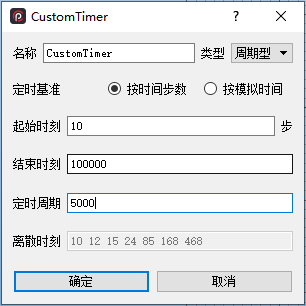 CustomTimer
名称 CustomTimer 类型 周期型
定时基准 按时间步数 按模拟时间
起始时刻 10 步
结束时刻 100000
定时周期 5000
离散时刻 10 12 15 24 85 168 468
确定 取消